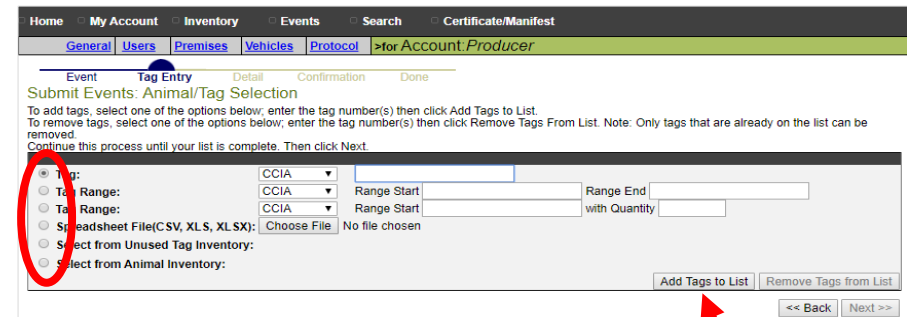 Home My Account Inventory Events Search Certificate/Manifest
General Users Premises Vehicles Protocol >for Account:Producer
Event Tag Entry Detail Confirmation Done
Submit Events: Animal/Tag Selection
To add tags, select one of the options below; enter the tag number(s) then click Add Tags to List.
To remove tags, select one of the options below; enter the tag number(s) then click Remove Tags From List. Note: Only tags that are already on the list can be
removed.
Continue this process until your list is complete. Then click Next.
Tag: CCIA
Tag Range: CCIA Range Start Range End
Tag Range: CCIA Range Start with Quantity
Spreadsheet File(CSV, XLS, XLSX): Choose File No file chosen
Select from Unused Tag Inventory:
Select from Animal Inventory:
Add Tags to List Remove Tags from List
<< Back Next >>